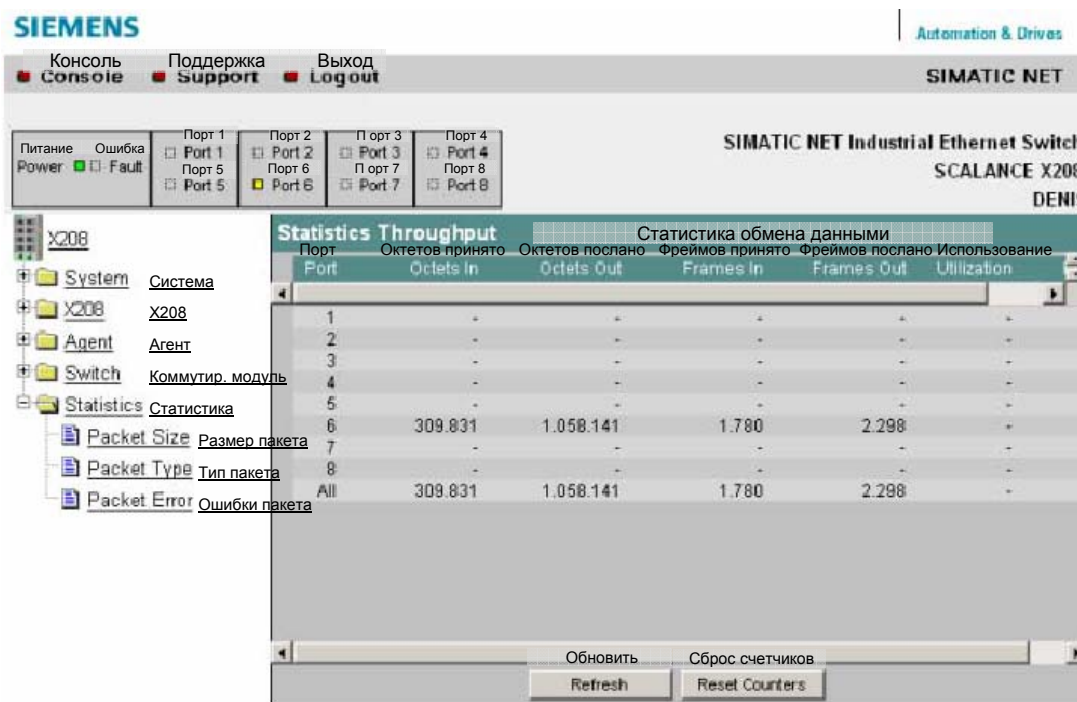 SIEMENS
Automation & Drives
Консоль Поддержка Выход
Console Support Logout
SIMATIC NET
Порт 1 Порт 2 П орт 3 Порт 4
Питание Ошибка Port 1 Port 2 Port 3 Port 4
SIMATIC NET Industrial Ethernet Switch
Power Fault Порт 5 Порт 6 П орт 7 Порт 8
SCALANCE X208
Port 5 Port 6 Port 7 Port 8
DENI
X208
Statistics Throughput Статистика обмена данными
Порт Октетов принято Октетов послано Фреймов принято Фреймов послано Использование
Port Octets In Octets Out Frames In Frames Out Utilization
System Система
X208 X208
Agent Агент
Switch Коммутир. модуль
Statistics Статистика
Packet Size Размер пакета
Packet Type Тип пакета
Packet Error Ошибки пакета
1 - - - - -
2 - - - - -
3 - - - - -
4 - - - - -
5 - - - - -
6 309.831 1.058.141 1.780 2.298 -
7 - - - - -
8 - - - - -
All 309.831 1.058.141 1.780 2.298 -
Обновить Сброс счетчиков
Refresh Reset Counters